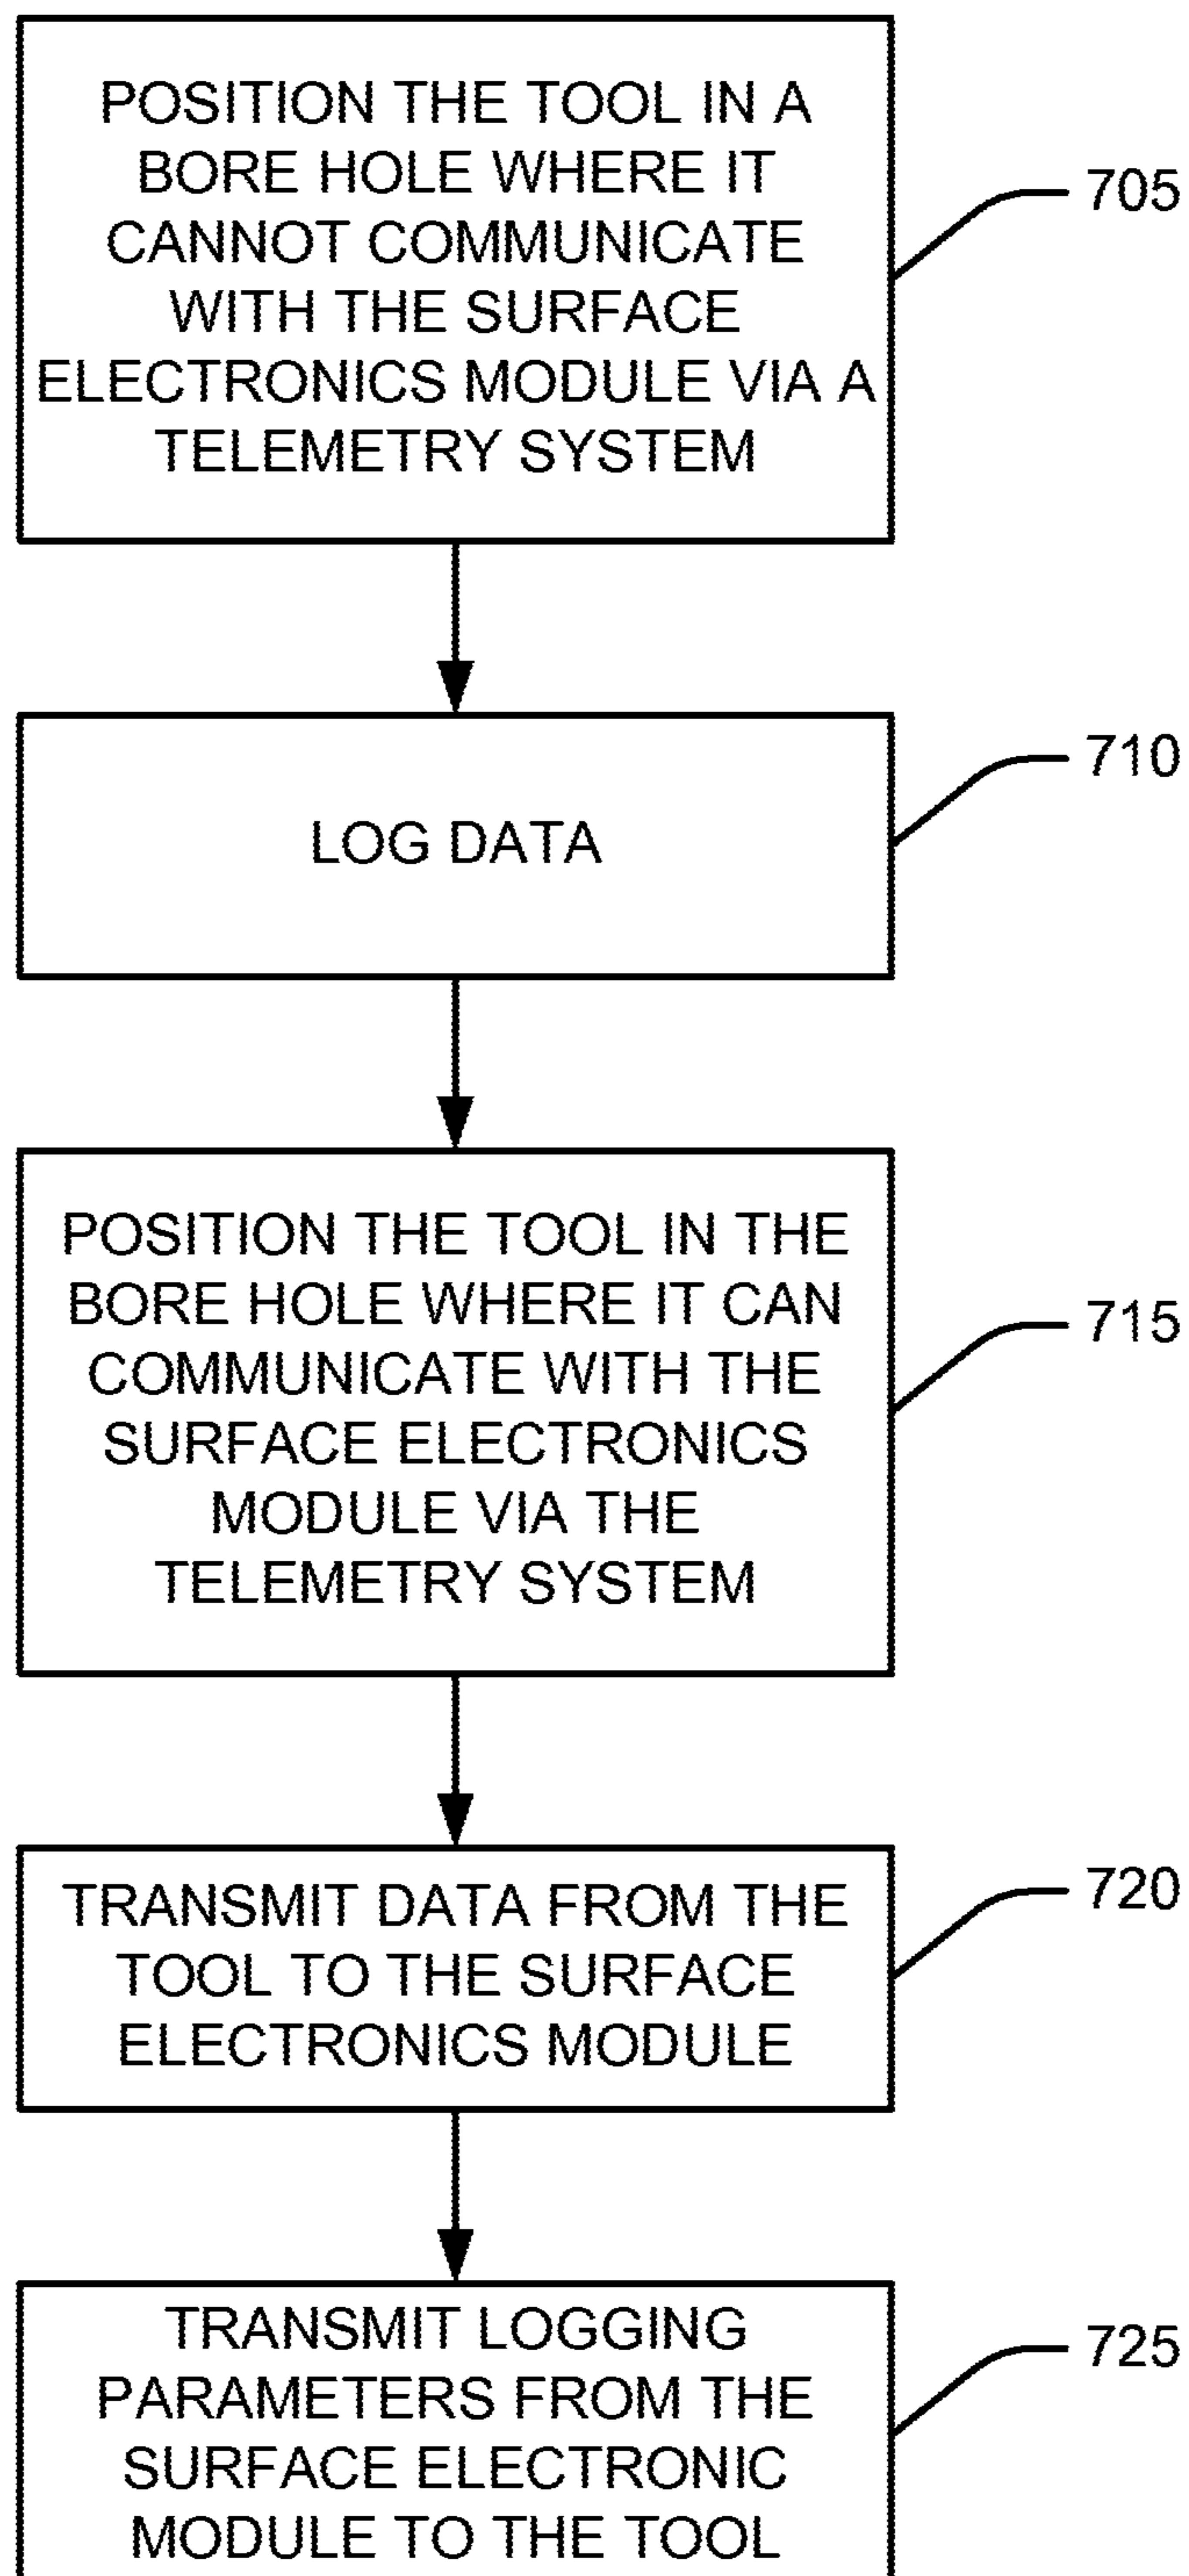 POSITION THE TOOL IN A
BORE HOLE WHERE IT
CANNOT COMMUNICATE
WITH THE SURFACE
ELECTRONICS MODULE VIA A
TELEMETRY SYSTEM
705
LOG DATA
710
POSITION THE TOOL IN THE
BORE HOLE WHERE IT CAN
COMMUNICATE WITH THE
SURFACE ELECTRONICS
MODULE VIA THE
TELEMETRY SYSTEM
715
TRANSMIT DATA FROM THE
TOOL TO THE SURFACE
ELECTRONICS MODULE
720
TRANSMIT LOGGING
PARAMETERS FROM THE
SURFACE ELECTRONIC
MODULE TO THE TOOL
725